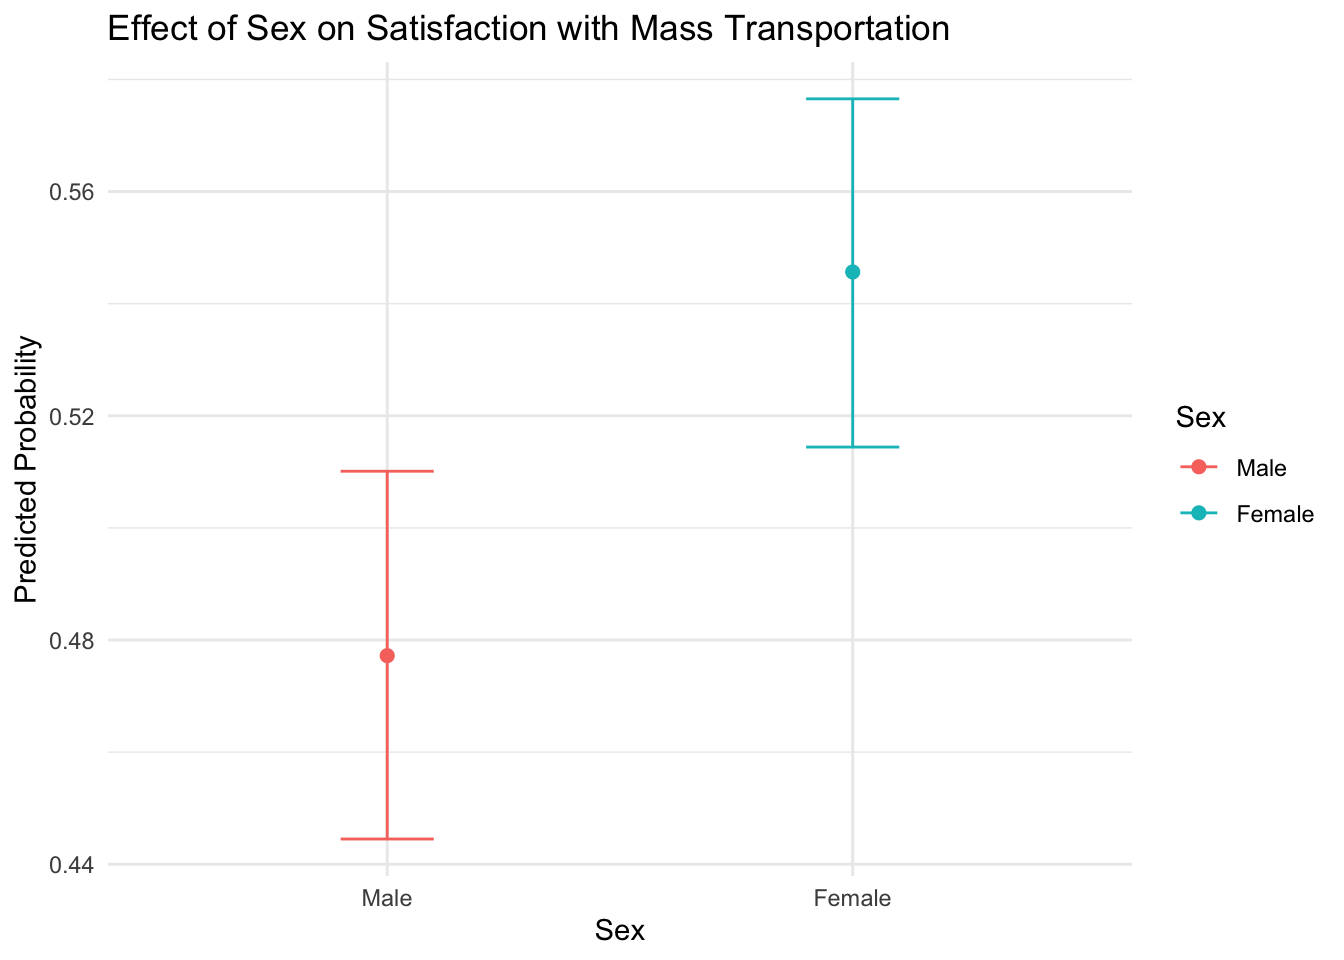 Effect of Sex on Satisfaction with Mass Transportation
Predicted Probability
0.56
0.52
0.48
0.44
Male
Female
Sex
Sex
Male
Female